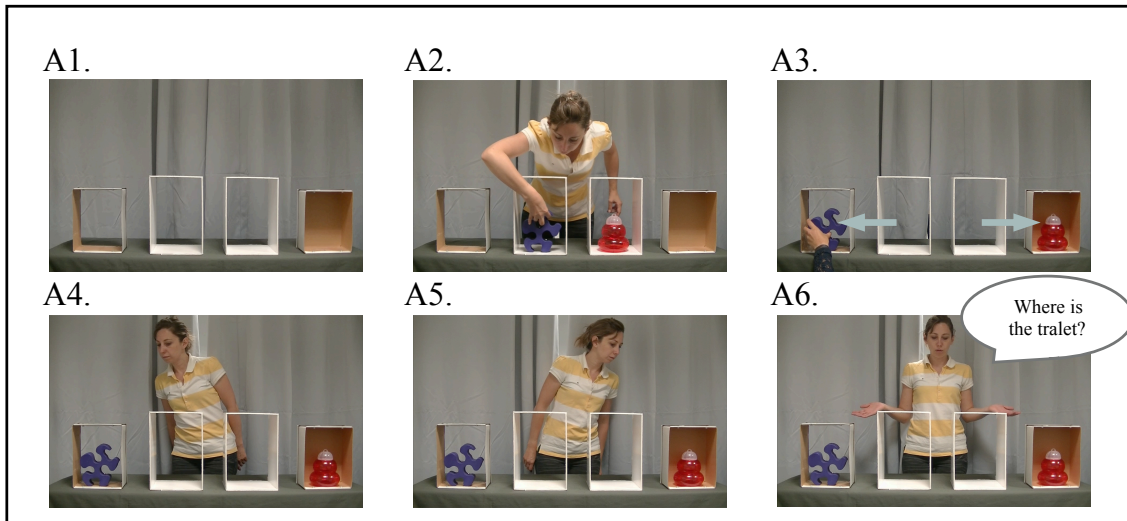 A1.
A2.
A3.
A4.
A5.
A6.
Where is
the tralet?